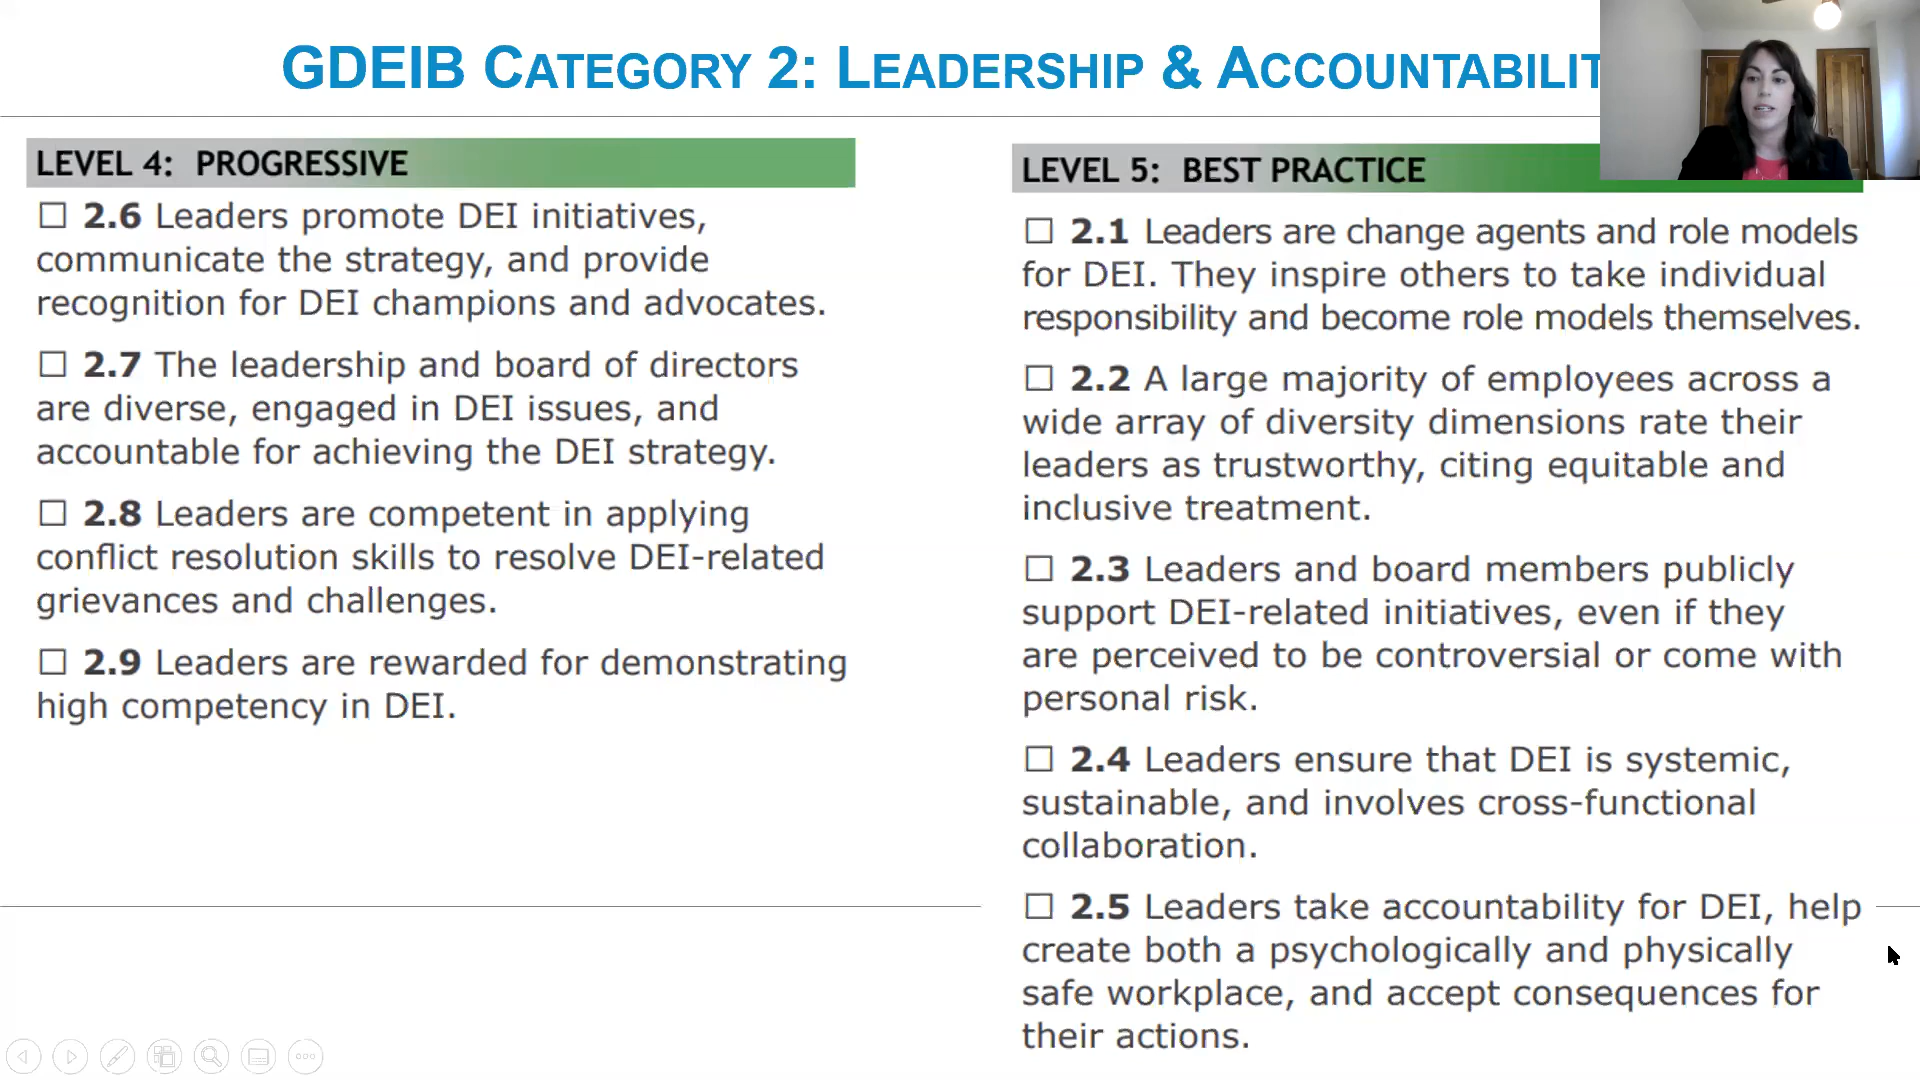 GDEIB CATEGORY 2: LEADERSHIP & ACCOUNTABILIT
LEVEL 4: PROGRESSIVE
☐ 2.6 Leaders promote DEI initiatives,
communicate the strategy, and provide
recognition for DEI champions and advocates.
☐ 2.7 The leadership and board of directors
are diverse, engaged in DEI issues, and
accountable for achieving the DEI strategy.
☐ 2.8 Leaders are competent in applying
conflict resolution skills to resolve DEI-related
grievances and challenges.
☐ 2.9 Leaders are rewarded for demonstrating
high competency in DEI.
LEVEL 5: BEST PRACTICE
☐ 2.1 Leaders are change agents and role models
for DEI. They inspire others to take individual
responsibility and become role models themselves.
☐ 2.2 A large majority of employees across a
wide array of diversity dimensions rate their
leaders as trustworthy, citing equitable and
inclusive treatment.
☐ 2.3 Leaders and board members publicly
support DEI-related initiatives, even if they
are perceived to be controversial or come with
personal risk.
☐ 2.4 Leaders ensure that DEI is systemic,
sustainable, and involves cross-functional
collaboration.
☐ 2.5 Leaders take accountability for DEI, help
create both a psychologically and physically
safe workplace, and accept consequences for
their actions.